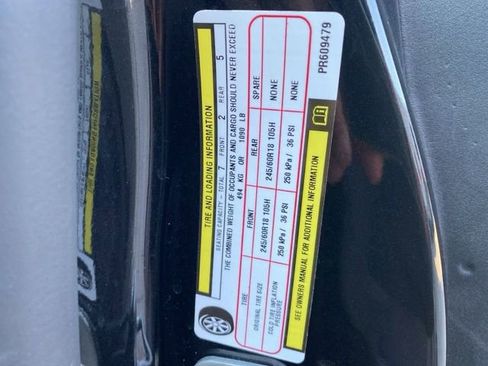 TIRE AND LOADING INFORMATION
SEATING CAPACITY - TOTAL 7 FRONT 2 REAR 5
THE COMBINED WEIGHT OF OCCUPANTS AND CARGO SHOULD NEVER EXCEED
494 KG OR 1090 LB
TIRE FRONT REAR SPARE
ORIGINAL TIRE SIZE 245/60R18 105H 245/60R18 105H NONE
COLD TIRE INFLATION PRESSURE 250 kPa / 36 PSI 250 kPa / 36 PSI NONE
SEE OWNERS MANUAL FOR ADDITIONAL INFORMATION
PR609479